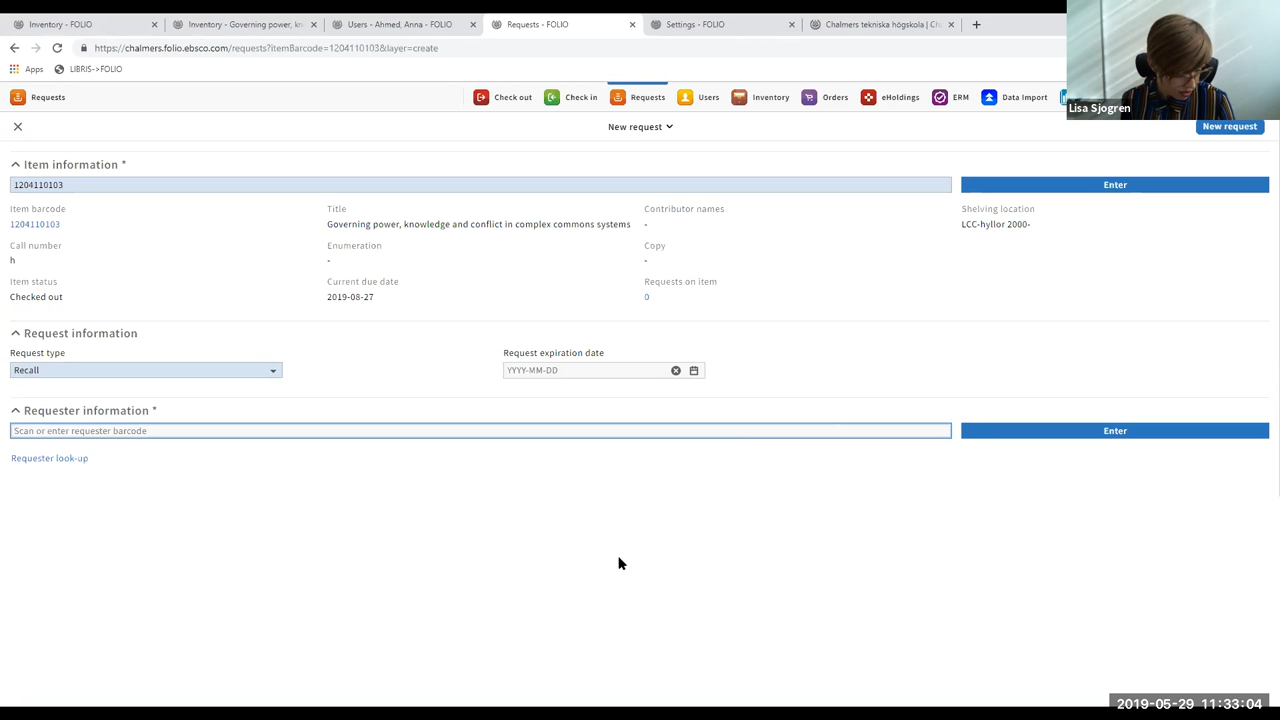 Inventory - FOLIO
Inventory - Governing power, kn
Users - Ahmed, Anna - FOLIO
Requests - FOLIO
Settings - FOLIO
Chalmers tekniska högskola | Ch
https://chalmers.folio.ebsco.com/requests?itemBarcode=1204110103&layer=create
Apps LIBRIS->FOLIO
Lisa Sjogren
Requests
Check out Check in Requests Users Inventory Orders eHoldings ERM Data Import
New request
New request
Item information *
1204110103
Enter
Item barcode Title Contributor names Shelving location
1204110103 Governing power, knowledge and conflict in complex commons systems - LCC-hyllor 2000-
Call number Enumeration Copy
h - -
Item status Current due date Requests on item
Checked out 2019-08-27 0
Request information
Request type Request expiration date
Recall YYYY-MM-DD
Requester information *
Scan or enter requester barcode Enter
Requester look-up
2019-05-29 11:33:04